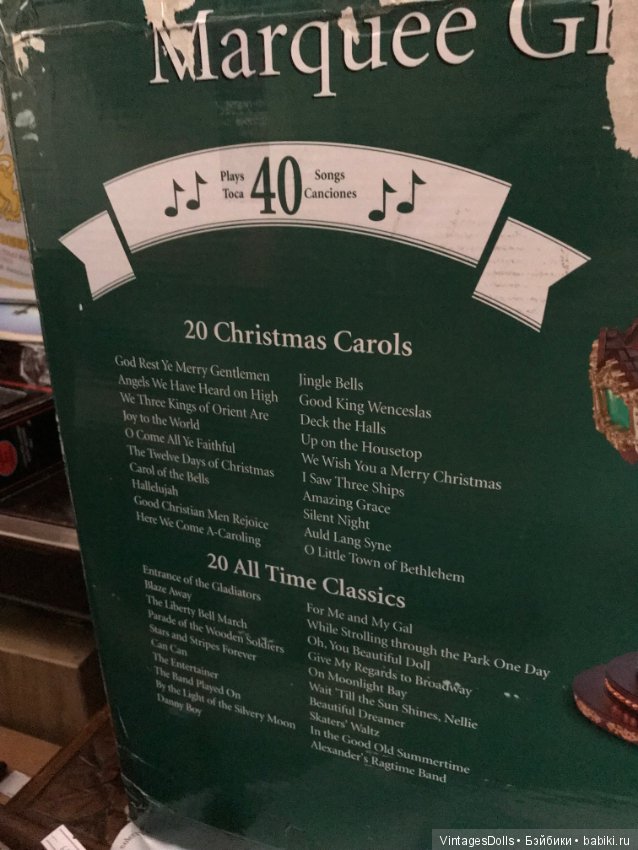 Marquee
Plays
Toca
40
Songs
Canciones
20 Christmas Carols
God Rest Ye Merry Gentlemen
Angels We Have Heard on High
We Three Kings of Orient Are
Joy to the World
O Come All Ye Faithful
The Twelve Days of Christmas
Carol of the Bells
Hallelujah
Good Christian Men Rejoice
Here We Come A-Caroling
Jingle Bells
Good King Wenceslas
Deck the Halls
Up on the Housetop
We Wish You a Merry Christmas
I Saw Three Ships
Amazing Grace
Silent Night
Auld Lang Syne
O Little Town of Bethlehem
20 All Time Classics
Entrance of the Gladiators
Blaze Away
The Liberty Bell March
Parade of the Wooden Soldiers
Stars and Stripes Forever
Can Can
The Entertainer
The Band Played On
By the Light of the Silvery Moon
Danny Boy
For Me and My Gal
While Strolling through the Park One Day
Oh, You Beautiful Doll
Give My Regards to Broadway
On Moonlight Bay
Wait 'Till the Sun Shines, Nellie
Beautiful Dreamer
Skaters' Waltz
In the Good Old Summertime
Alexander's Ragtime Band
VintagesDolls • Бэйбики • babiki.ru